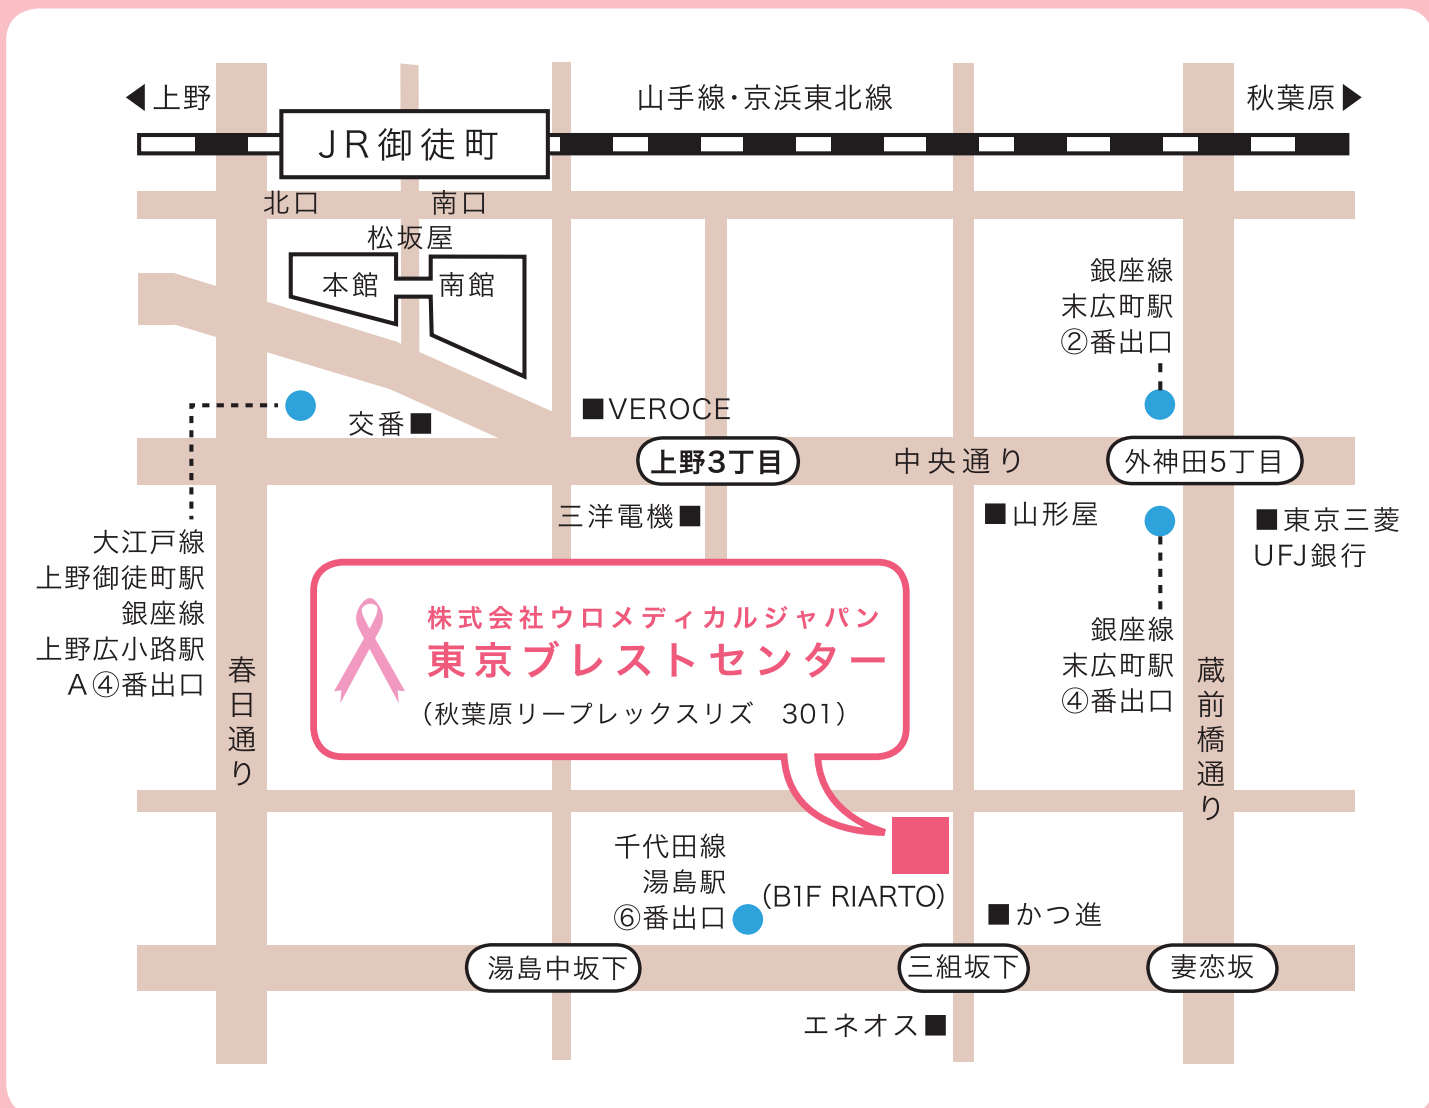 上野
山手線・京浜東北線
秋葉原
JR御徒町
北口
南口
松坂屋
本館
南館
銀座線
末広町駅
②番出口
交番
VEROCE
上野3丁目
中央通り
外神田5丁目
三洋電機
山形屋
東京三菱
UFJ銀行
大江戸線
上野御徒町駅
銀座線
上野広小路駅
A④番出口
株式会社ウロメディカルジャパン
東京ブレストセンター
（秋葉原リープレックスリズ　301）
銀座線
末広町駅
④番出口
春日通り
蔵前橋通り
千代田線
湯島駅
⑥番出口
(B1F RIARTO)
かつ進
湯島中坂下
三組坂下
妻恋坂
エネオス